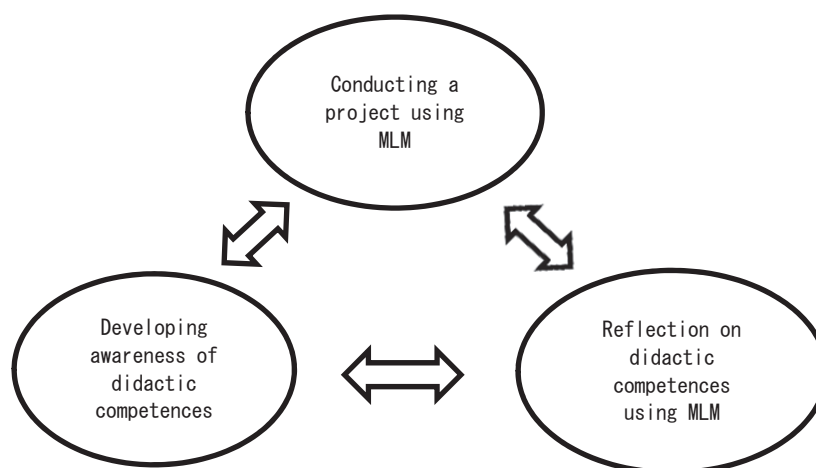 Conducting a
project using
MLM
Developing
awareness of
didactic
competences
Reflection on
didactic
competences
using MLM